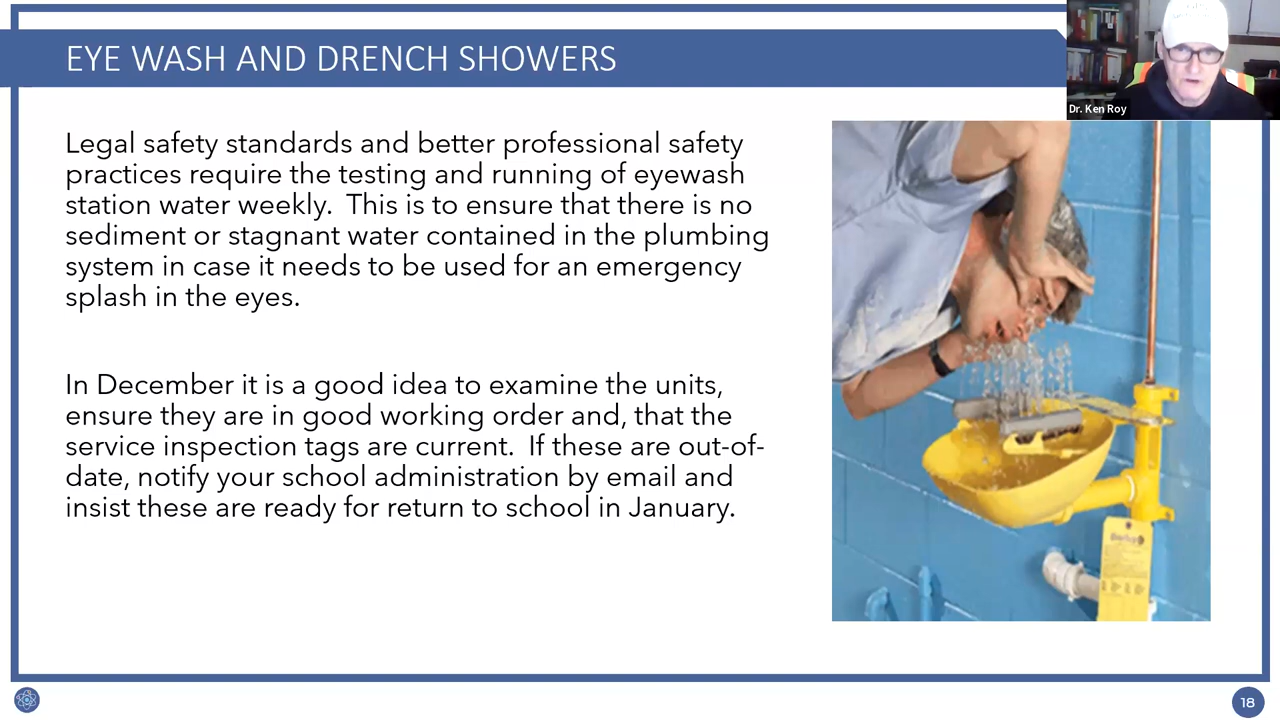 EYE WASH AND DRENCH SHOWERS
Dr. Ken Roy
Legal safety standards and better professional safety
practices require the testing and running of eyewash
station water weekly.  This is to ensure that there is no
sediment or stagnant water contained in the plumbing
system in case it needs to be used for an emergency
splash in the eyes.
In December it is a good idea to examine the units,
ensure they are in good working order and, that the
service inspection tags are current.  If these are out-of-
date, notify your school administration by email and
insist these are ready for return to school in January.
18